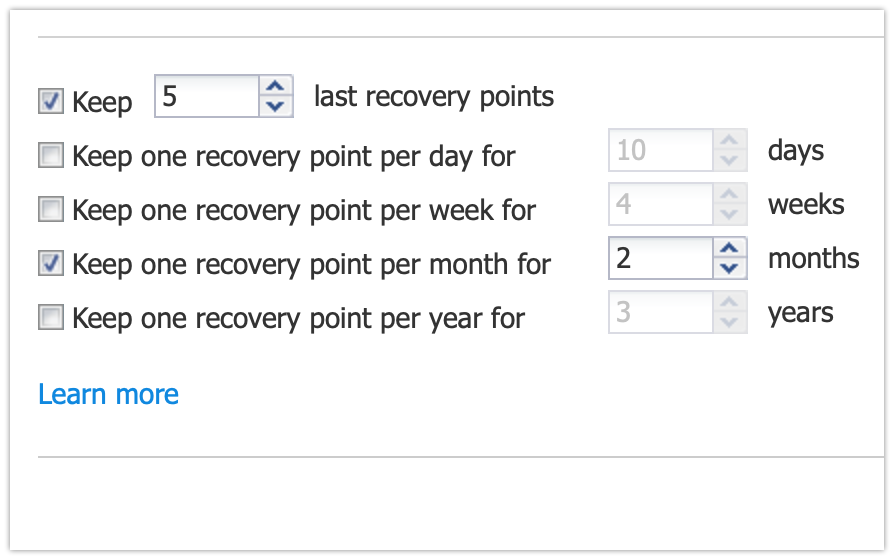 Keep 5 last recovery points
Keep one recovery point per day for 10 days
Keep one recovery point per week for 4 weeks
Keep one recovery point per month for 2 months
Keep one recovery point per year for 3 years
Learn more